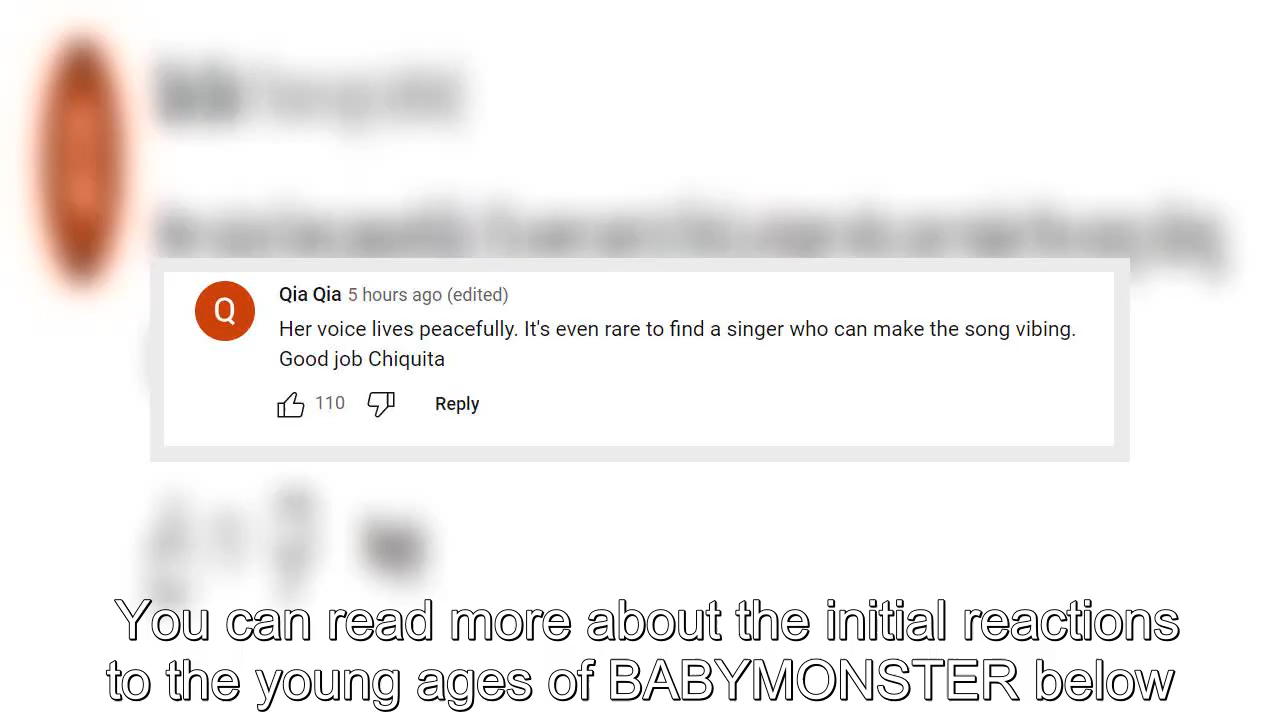 Q
Qia Qia 5 hours ago (edited)
Her voice lives peacefully. It's even rare to find a singer who can make the song vibing.
Good job Chiquita
110 Reply
You can read more about the initial reactions
to the young ages of BABYMONSTER below